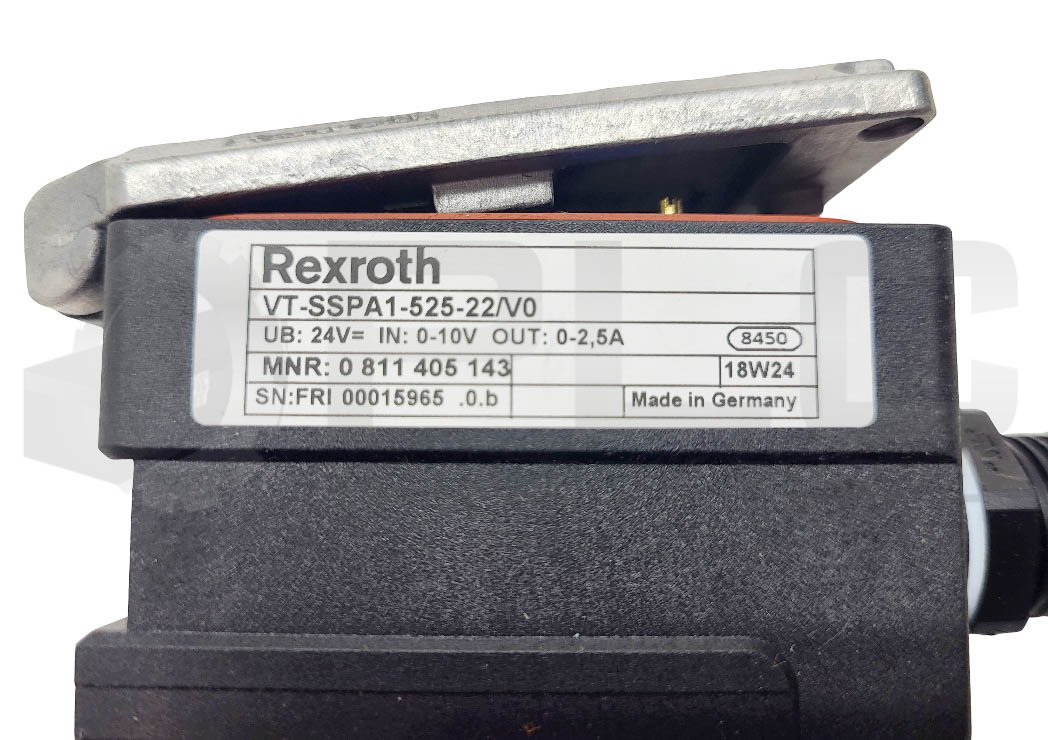 Rexroth
VT-SSPA1-525-22/V0
UB: 24V= IN: 0-10V OUT: 0-2,5A 8450
MNR: 0 811 405 143 18W24
SN:FRI 00015965 .0.b Made in Germany